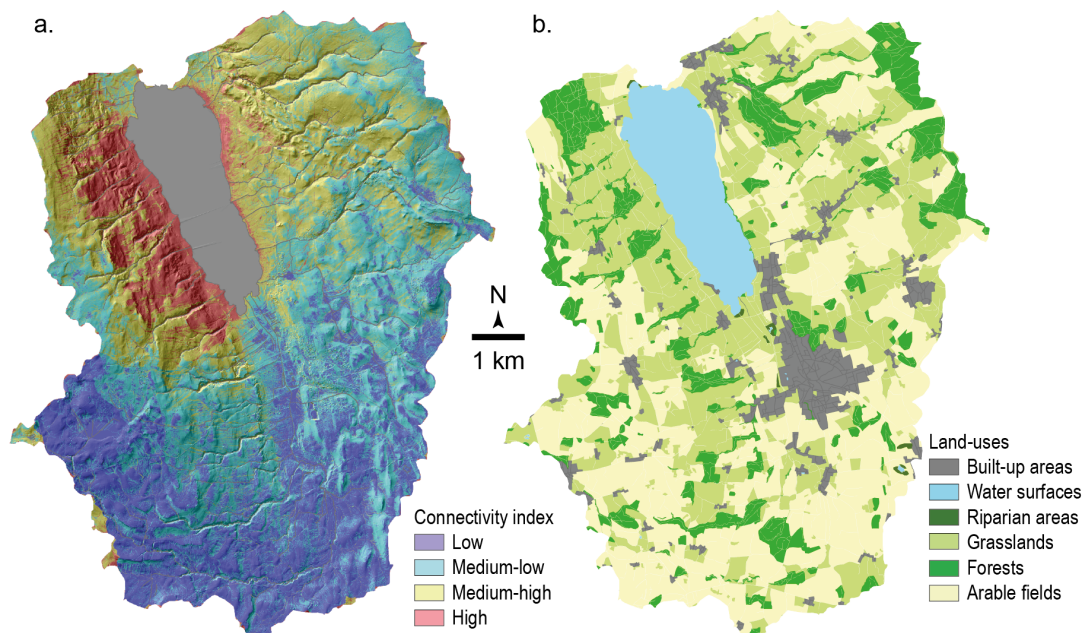 a.
b.
N
1 km
Connectivity index
Low
Medium-low
Medium-high
High
Land-uses
Built-up areas
Water surfaces
Riparian areas
Grasslands
Forests
Arable fields